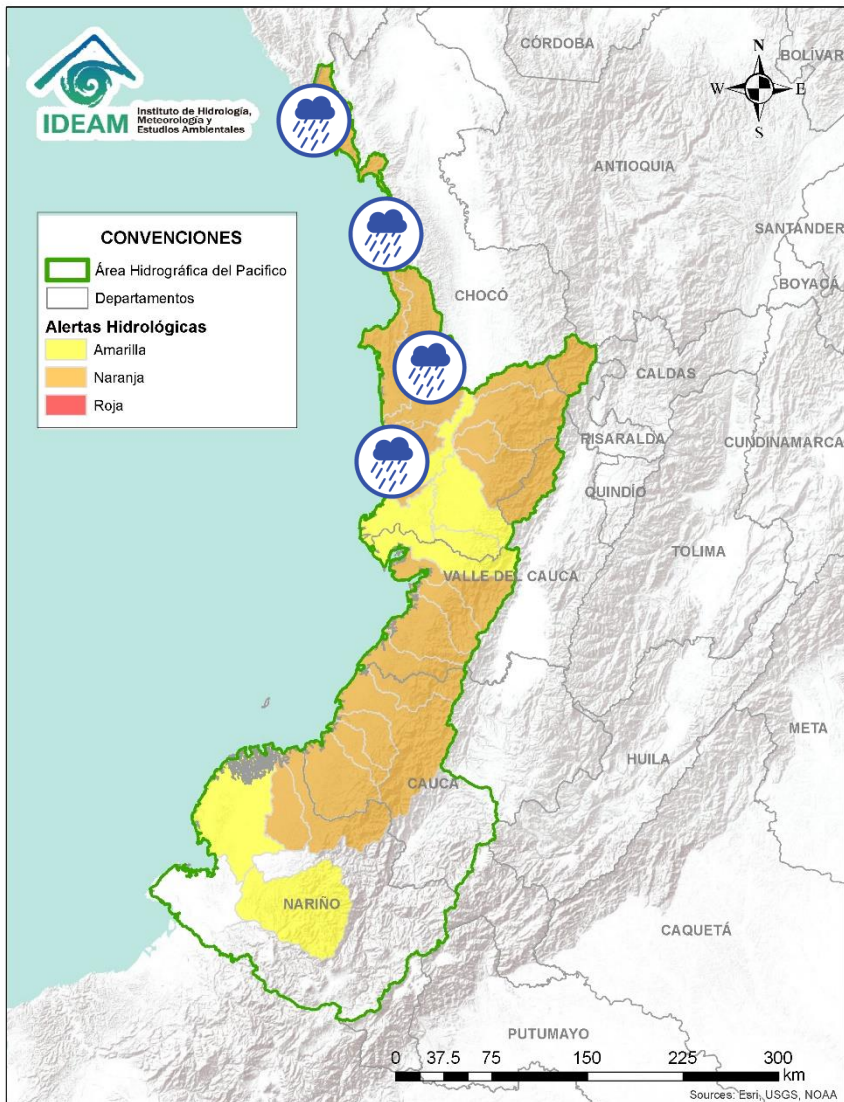 IDEAM
Instituto de Hidrología,
Meteorología y
Estudios Ambientales
CÓRDOBA
BOLÍVAR
N
W
E
S
ANTIOQUIA
SANTANDER
BOYACÁ
CHOCÓ
CONVENCIONES
Área Hidrográfica del Pacifico
Departamentos
Alertas Hidrológicas
Amarilla
Naranja
Roja
CALDAS
RISARALDA
CUNDINAMARCA
QUINDÍO
TOLIMA
VALLE DEL CAUCA
META
HUILA
CAUCA
NARIÑO
CAQUETÁ
PUTUMAYO
0 37.5 75 150 225 300
km
Sources: Esri, USGS, NOAA